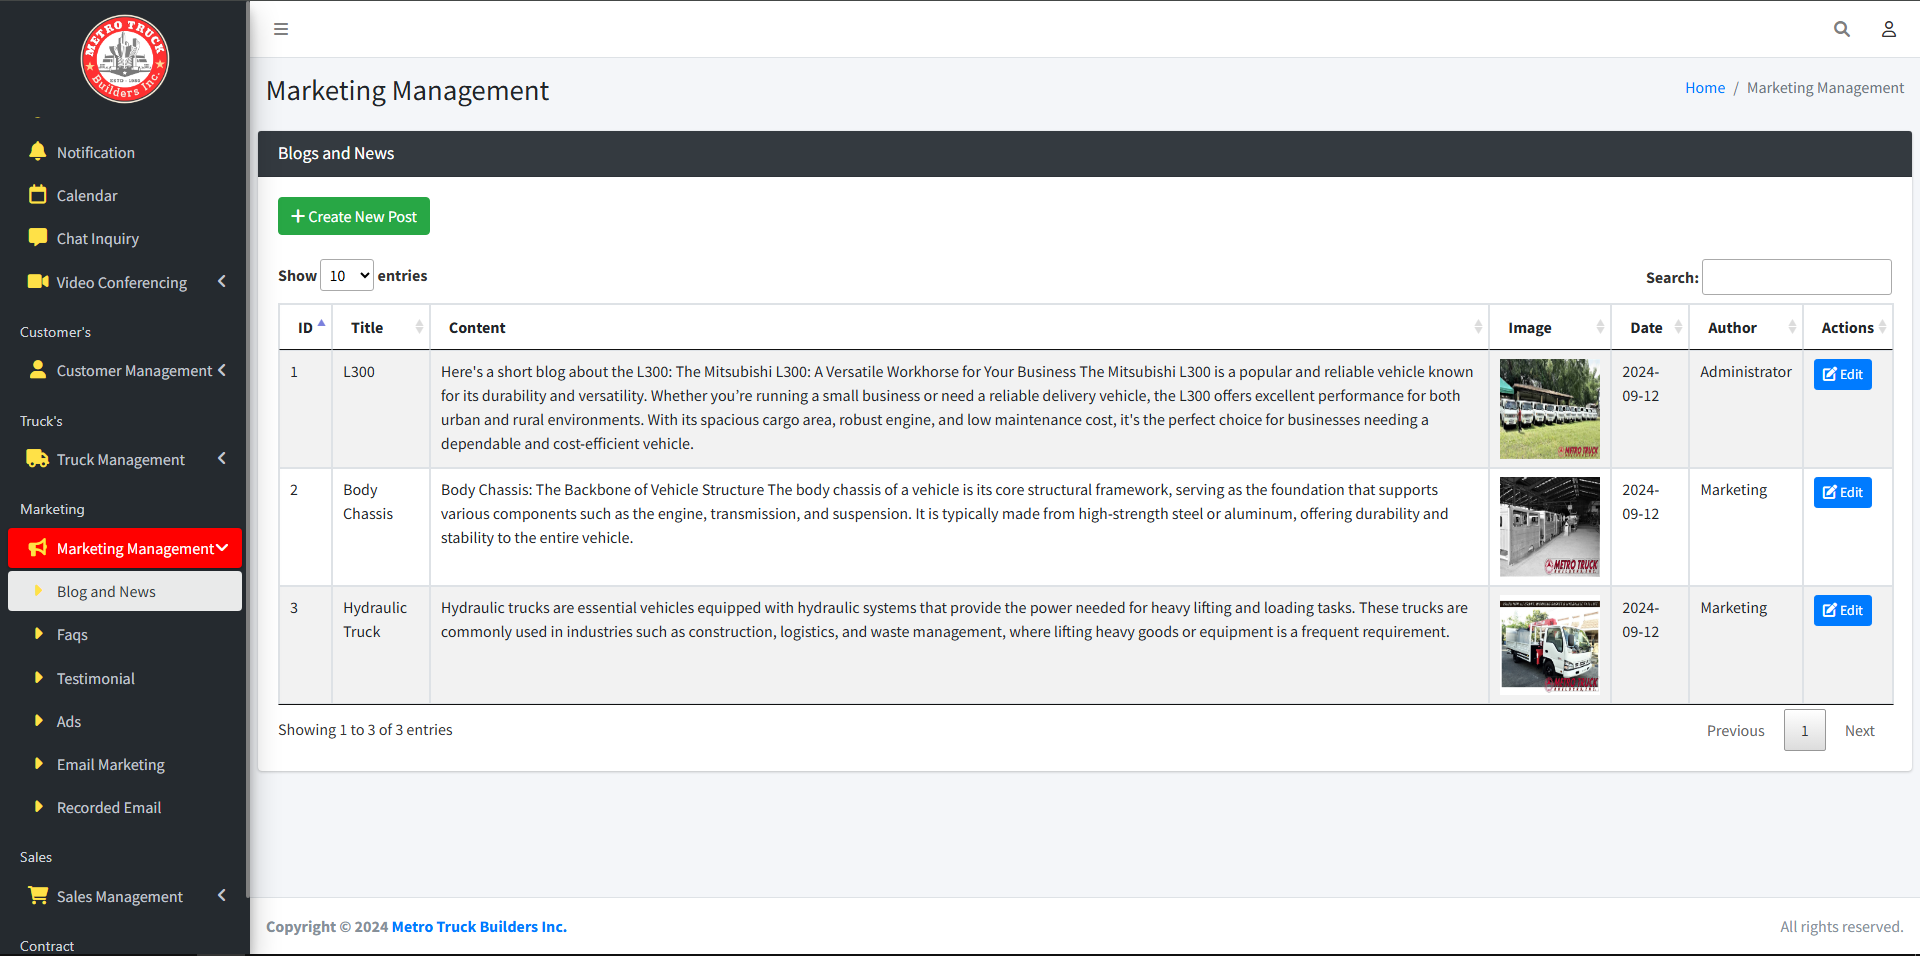 METRO TRUCK
ESTD - 1982
Builders Inc.
Notification
Calendar
Chat Inquiry
Video Conferencing
Customer's
Customer Management
Truck's
Truck Management
Marketing
Marketing Management
Blog and News
Faqs
Testimonial
Ads
Email Marketing
Recorded Email
Sales
Sales Management
Contract
Marketing Management
Home / Marketing Management
Blogs and News
Create New Post
Show 10 entries
Search:
ID Title Content Image Date Author Actions
1 L300 Here's a short blog about the L300: The Mitsubishi L300: A Versatile Workhorse for Your Business The Mitsubishi L300 is a popular and reliable vehicle known 2024- Administrator Edit
for its durability and versatility. Whether you’re running a small business or need a reliable delivery vehicle, the L300 offers excellent performance for both 09-12
urban and rural environments. With its spacious cargo area, robust engine, and low maintenance cost, it's the perfect choice for businesses needing a
dependable and cost-efficient vehicle.
METRO TRUCK
2 Body Body Chassis: The Backbone of Vehicle Structure The body chassis of a vehicle is its core structural framework, serving as the foundation that supports 2024- Marketing Edit
Chassis various components such as the engine, transmission, and suspension. It is typically made from high-strength steel or aluminum, offering durability and 09-12
stability to the entire vehicle.
METRO TRUCK
BUILDERS, INC.
3 Hydraulic Hydraulic trucks are essential vehicles equipped with hydraulic systems that provide the power needed for heavy lifting and loading tasks. These trucks are 2024- Marketing Edit
Truck commonly used in industries such as construction, logistics, and waste management, where lifting heavy goods or equipment is a frequent requirement. 09-12
METRO TRUCK
BUILDERS, INC.
Showing 1 to 3 of 3 entries
Previous 1 Next
Copyright © 2024 Metro Truck Builders Inc.
All rights reserved.